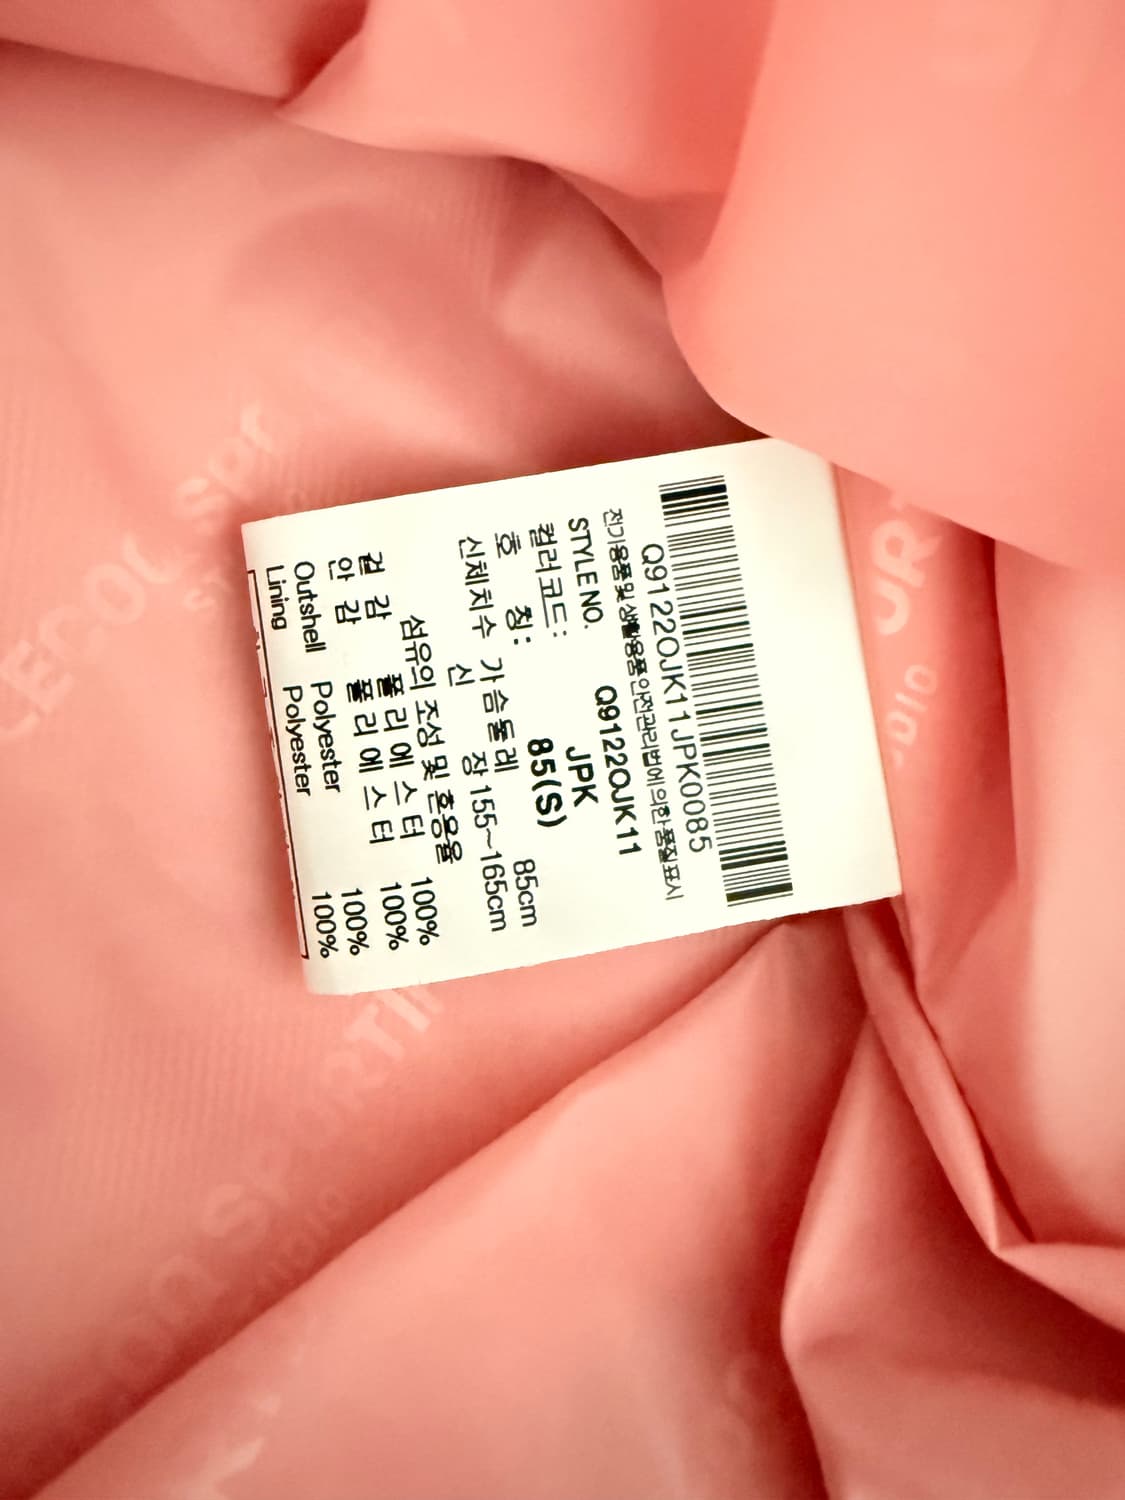 Q9122OJK11JPK0085
전기용품 및 생활용품 안전관리법에 의한 품질표시
STYLE NO. Q9122OJK11
컬러코드: JPK
호 칭: 85(S)
신체치수 가슴둘레 85cm
신 장 155~165cm
섬유의 조성 및 혼용율
겉 감 폴리에스터 100%
안 감 폴리에스터 100%
Outshell Polyester 100%
Lining Polyester 100%